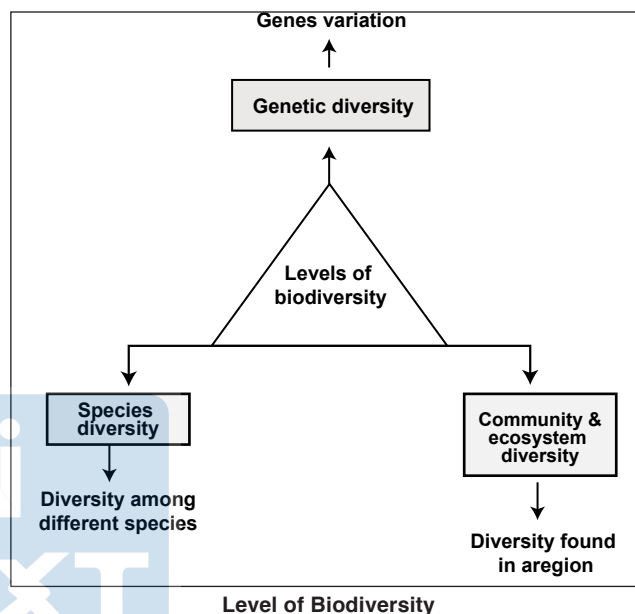 Genes variation
Genetic diversity
Levels of
biodiversity
Species
diversity
Community &
ecosystem
diversity
Diversity among
different species
Diversity found
in aregion
Level of Biodiversity